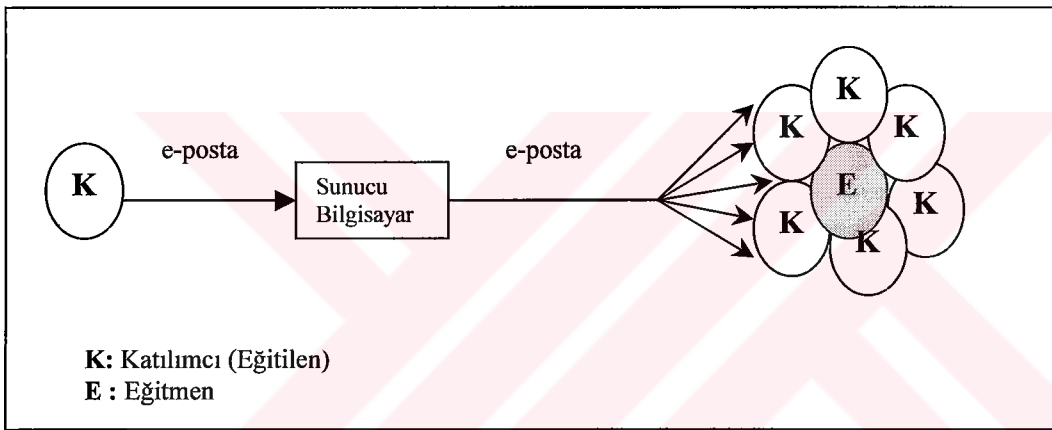 K
e-posta
Sunucu
Bilgisayar
e-posta
K
K
K
E
K
K
K
K: Katılımcı (Eğitilen)
E : Eğitmen